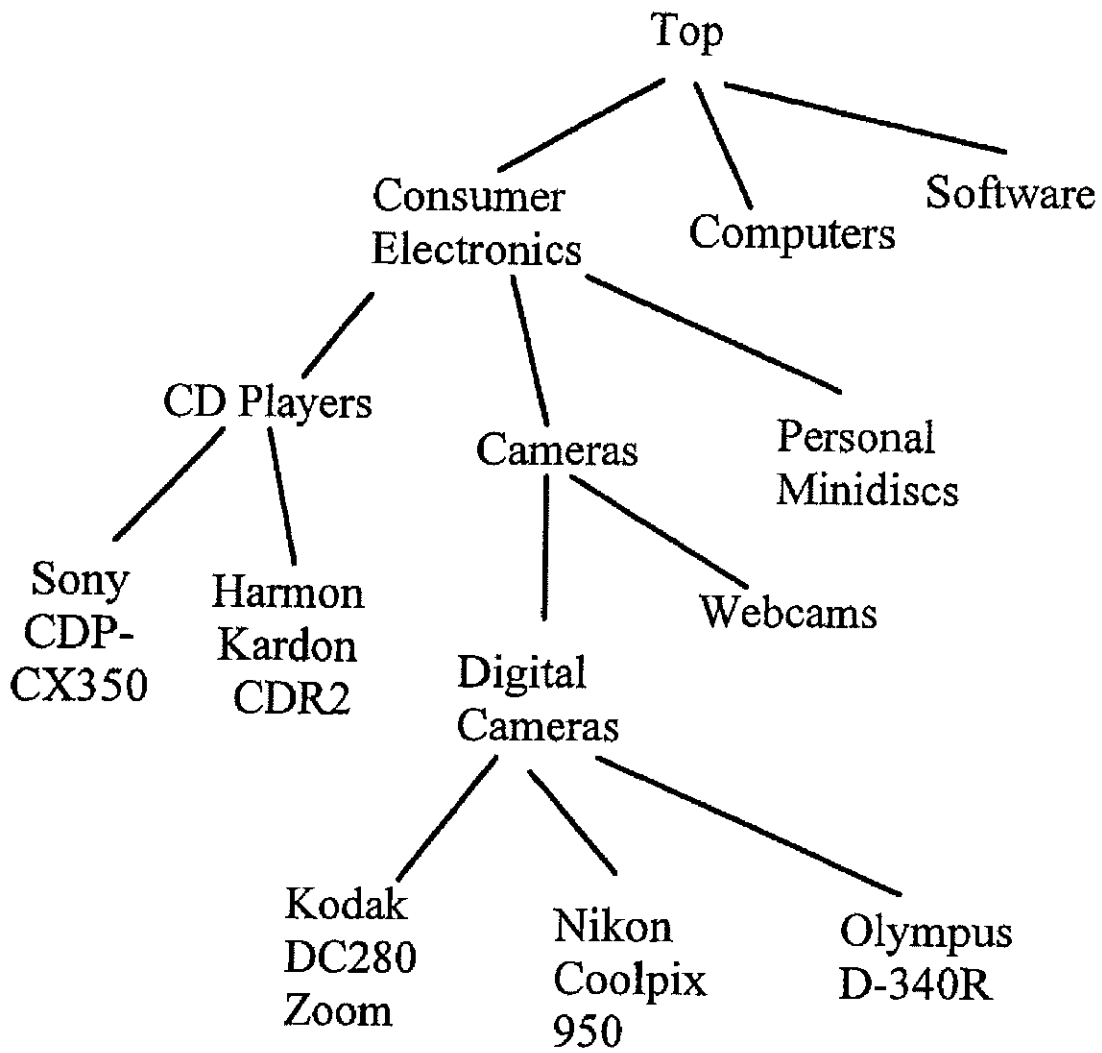 Top
Consumer
Electronics
Computers
Software
CD Players
Cameras
Personal
Minidiscs
Sony
CDP-
CX350
Harmon
Kardon
CDR2
Webcams
Digital
Cameras
Kodak
DC280
Zoom
Nikon
Coolpix
950
Olympus
D-340R